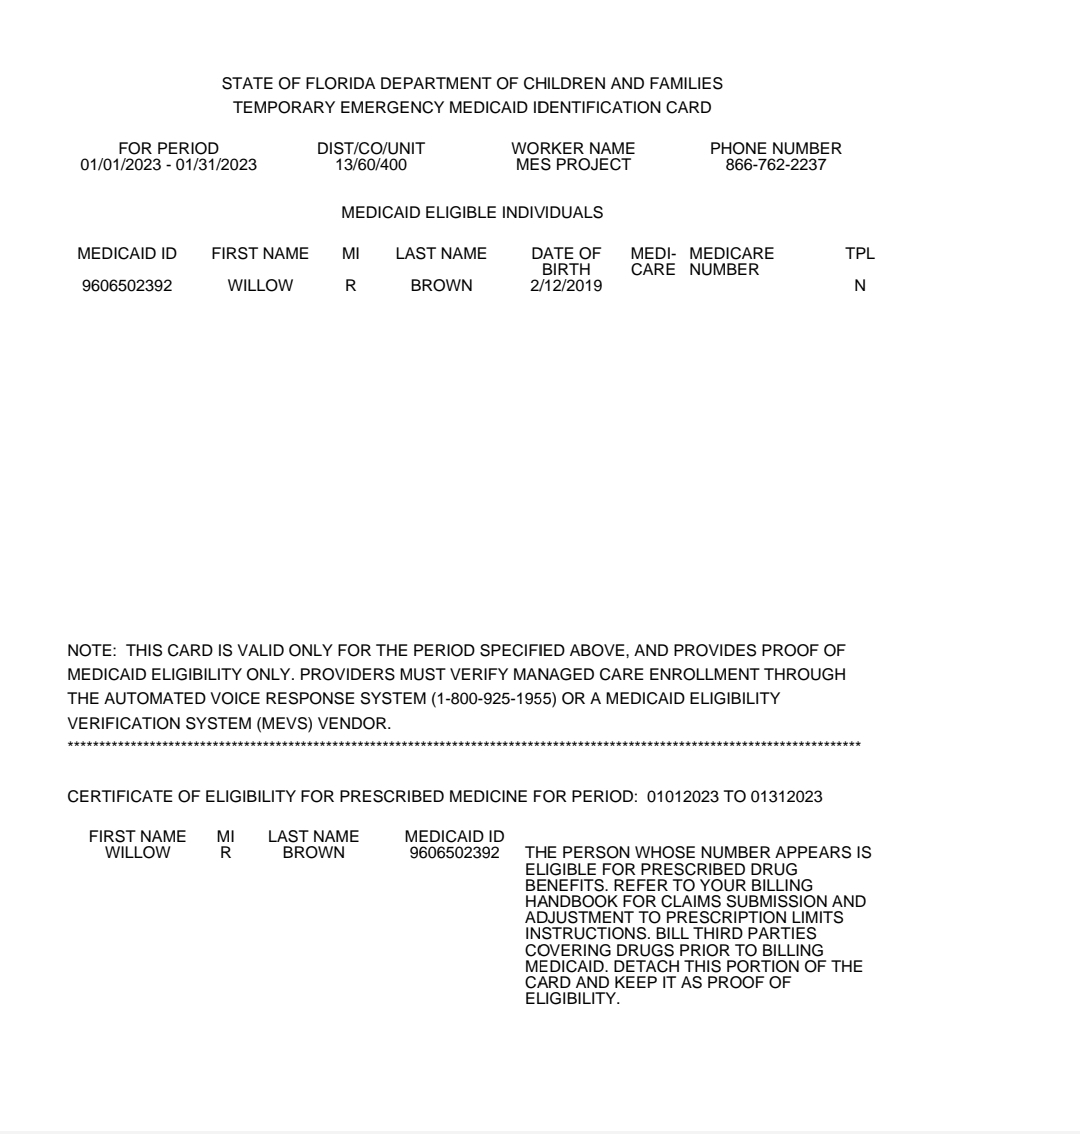 STATE OF FLORIDA DEPARTMENT OF CHILDREN AND FAMILIES
TEMPORARY EMERGENCY MEDICAID IDENTIFICATION CARD
FOR PERIOD DIST/CO/UNIT WORKER NAME PHONE NUMBER
01/01/2023 - 01/31/2023 13/60/400 MES PROJECT 866-762-2237
MEDICAID ELIGIBLE INDIVIDUALS
MEDICAID ID FIRST NAME MI LAST NAME DATE OF MEDI- MEDICARE TPL
BIRTH CARE NUMBER
9606502392 WILLOW R BROWN 2/12/2019 N
NOTE: THIS CARD IS VALID ONLY FOR THE PERIOD SPECIFIED ABOVE, AND PROVIDES PROOF OF
MEDICAID ELIGIBILITY ONLY. PROVIDERS MUST VERIFY MANAGED CARE ENROLLMENT THROUGH
THE AUTOMATED VOICE RESPONSE SYSTEM (1-800-925-1955) OR A MEDICAID ELIGIBILITY
VERIFICATION SYSTEM (MEVS) VENDOR.
******************************************************************************************************************************
CERTIFICATE OF ELIGIBILITY FOR PRESCRIBED MEDICINE FOR PERIOD: 01012023 TO 01312023
FIRST NAME MI LAST NAME MEDICAID ID
WILLOW R BROWN 9606502392 THE PERSON WHOSE NUMBER APPEARS IS
ELIGIBLE FOR PRESCRIBED DRUG
BENEFITS. REFER TO YOUR BILLING
HANDBOOK FOR CLAIMS SUBMISSION AND
ADJUSTMENT TO PRESCRIPTION LIMITS
INSTRUCTIONS. BILL THIRD PARTIES
COVERING DRUGS PRIOR TO BILLING
MEDICAID. DETACH THIS PORTION OF THE
CARD AND KEEP IT AS PROOF OF
ELIGIBILITY.